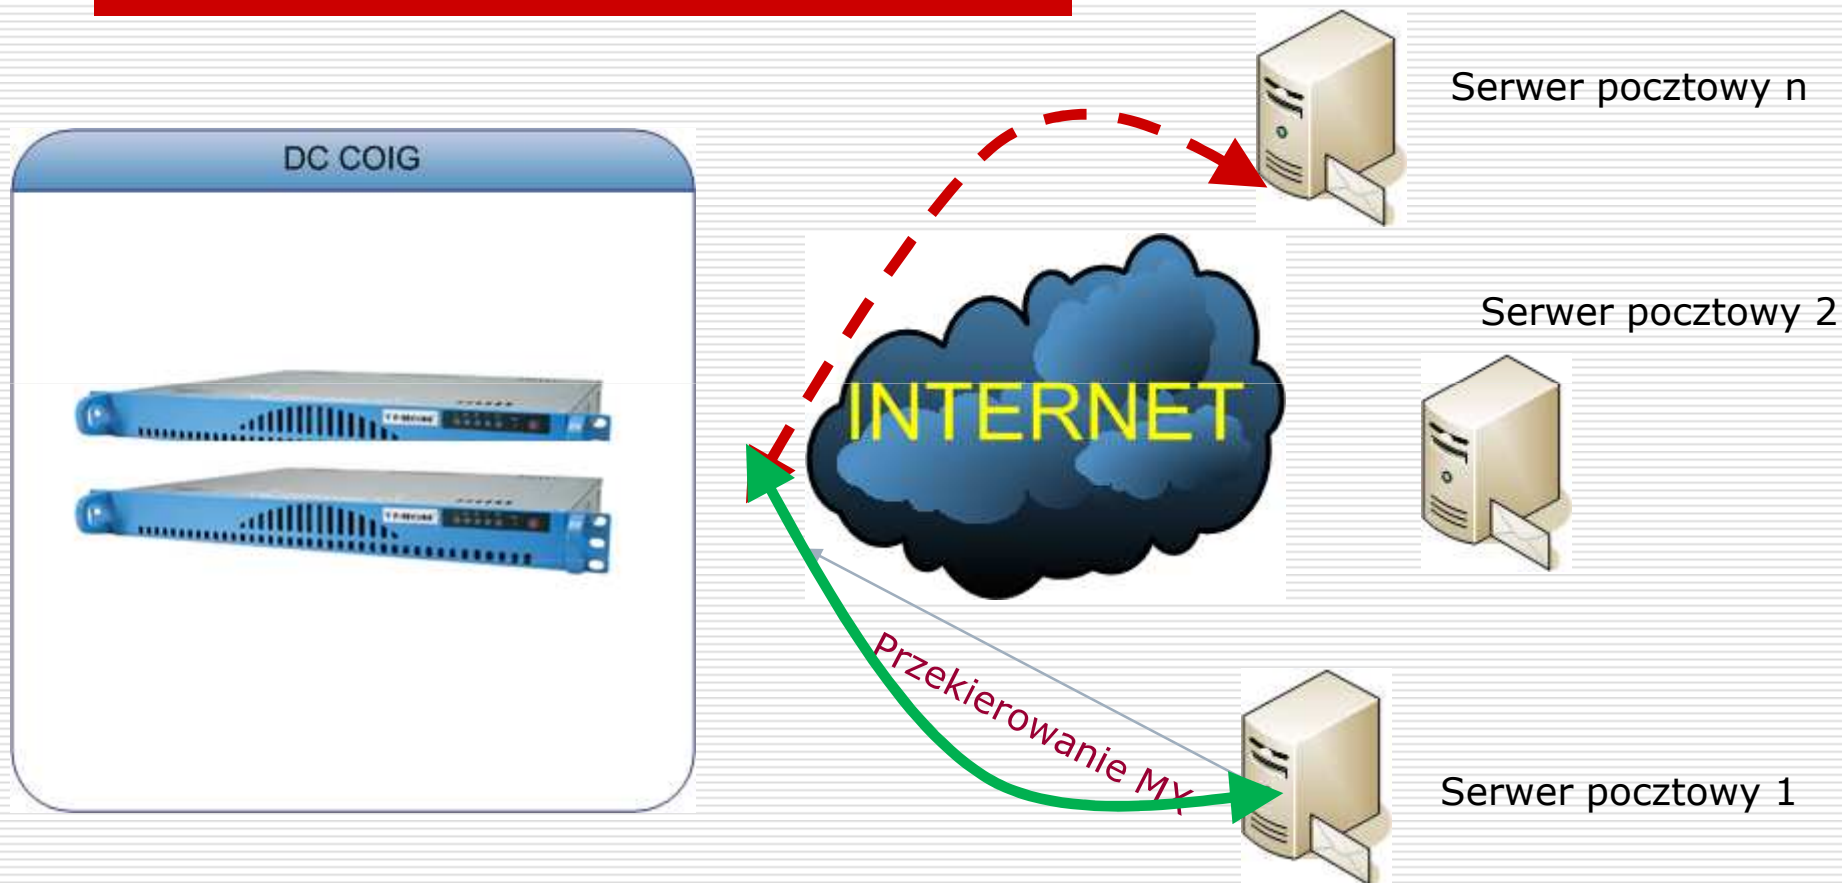 Serwer pocztowy n
DC COIG
Serwer pocztowy 2
INTERNET
Przekierowanie MX
Serwer pocztowy 1